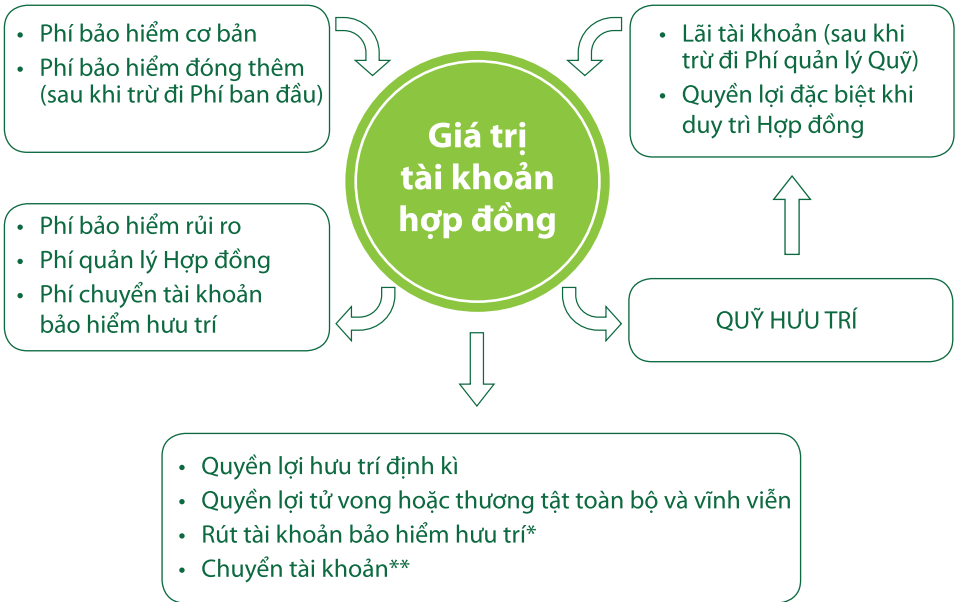 • Phí bảo hiểm cơ bản
• Phí bảo hiểm đóng thêm
(sau khi trừ đi Phí ban đầu)
Giá trị
tài khoản
hợp đồng
• Lãi tài khoản (sau khi
trừ đi Phí quản lý Quỹ)
• Quyền lợi đặc biệt khi
duy trì Hợp đồng
• Phí bảo hiểm rủi ro
• Phí quản lý Hợp đồng
• Phí chuyển tài khoản
bảo hiểm hưu trí
QUỸ HƯU TRÍ
• Quyền lợi hưu trí định kì
• Quyền lợi tử vong hoặc thương tật toàn bộ và vĩnh viễn
• Rút tài khoản bảo hiểm hưu trí*
• Chuyển tài khoản**